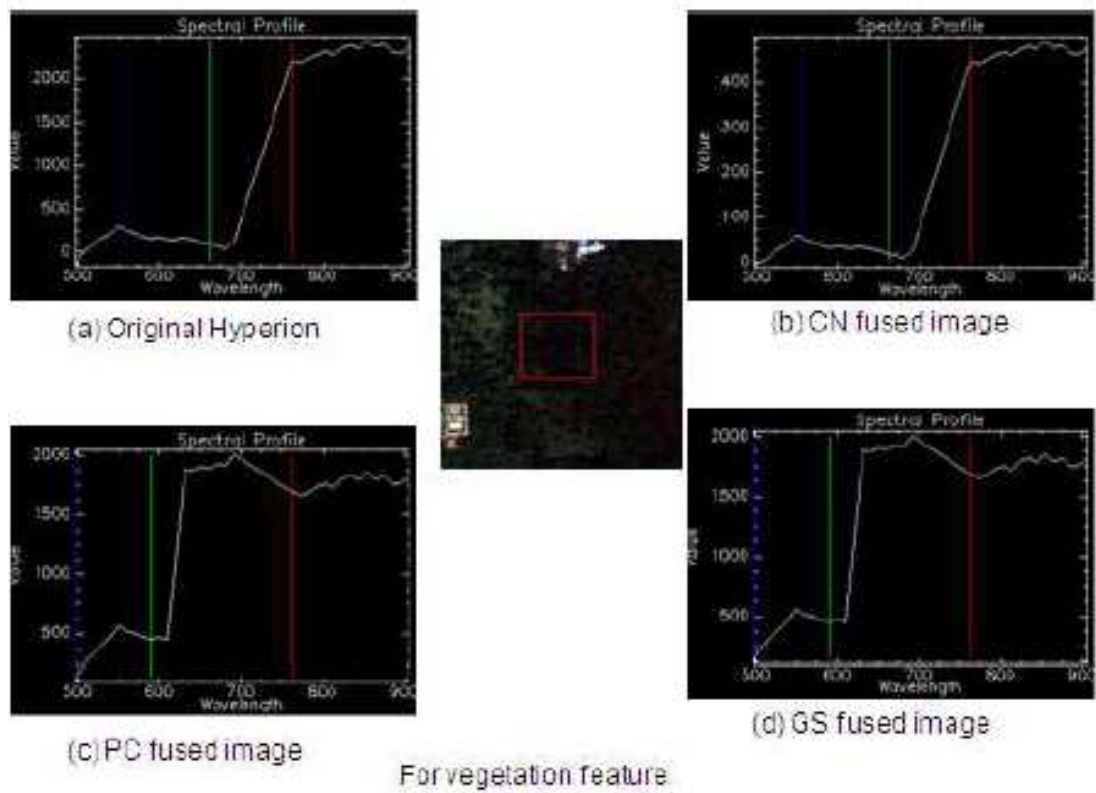 Spectral Profile
2000
1500
1000
500
0
Value
500 600 700 800 900
Wavelength
(a) Original Hyperion
Spectral Profile
400
300
200
100
0
Value
500 600 700 800 900
Wavelength
(b) CN fused image
Spectral Profile
2000
1500
1000
500
Value
500 600 700 800 900
Wavelength
(c) PC fused image
Spectral Profile
2000
1500
1000
500
Value
500 600 700 800 900
Wavelength
(d) GS fused image
For vegetation feature